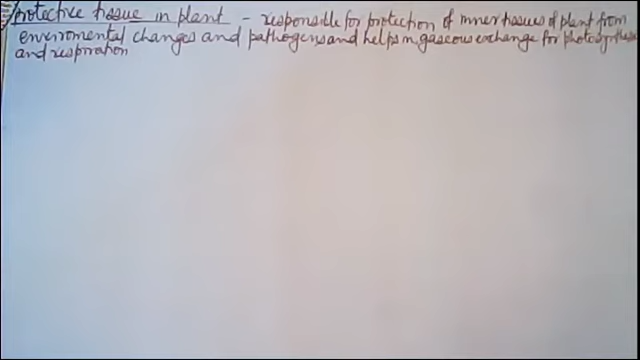 Protective tissue in plant - responsible for protection of inner tissues of plant from
enviromental changes and pathogens and helps in gaseous exchange for photosynthesis
and respiration